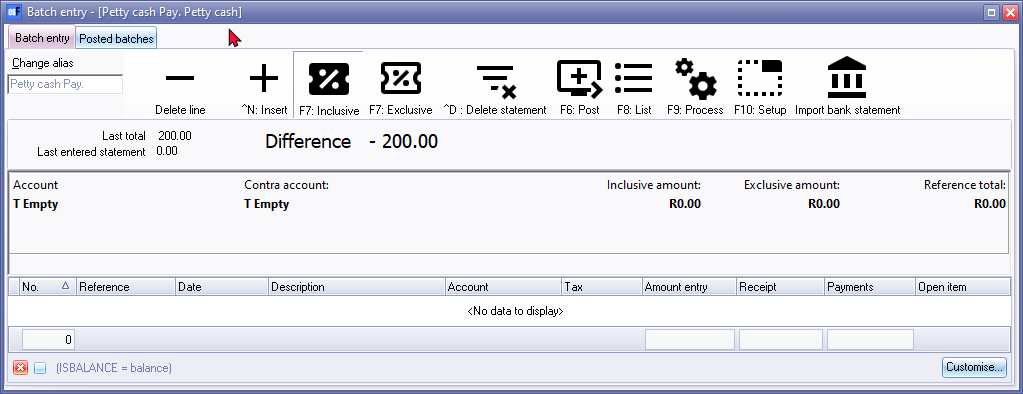 Batch entry - [Petty cash Pay. Petty cash]
Batch entry Posted batches
Change alias
Petty cash Pay.
Delete line ^N: Insert F7: Inclusive F7: Exclusive ^D : Delete statement F6: Post F8: List F9: Process F10: Setup Import bank statement
Last total 200.00
Last entered statement 0.00
Difference - 200.00
Account Contra account: Inclusive amount: Exclusive amount: Reference total:
T Empty T Empty R0.00 R0.00 R0.00
No. Reference Date Description Account Tax Amount entry Receipt Payments Open item
<No data to display>
0
(ISBALANCE = balance) Customise...